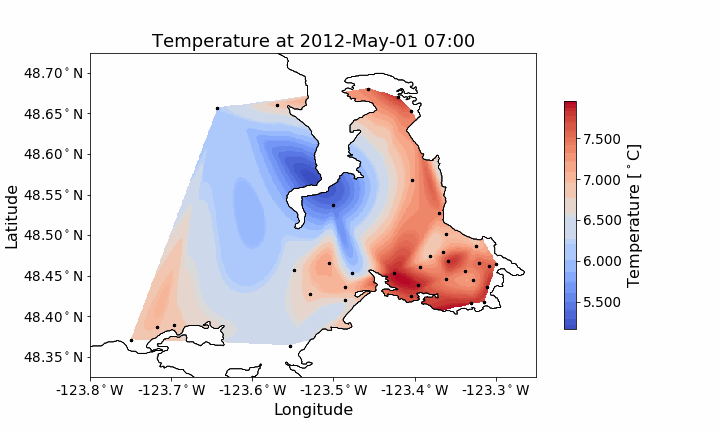 Temperature at 2012-May-01 07:00
48.70°N
48.65°N
48.60°N
48.55°N
48.50°N
48.45°N
48.40°N
48.35°N
Latitude
-123.8°W -123.7°W -123.6°W -123.5°W -123.4°W -123.3°W
Longitude
7.500
7.000
6.500
6.000
5.500
Temperature [°C]